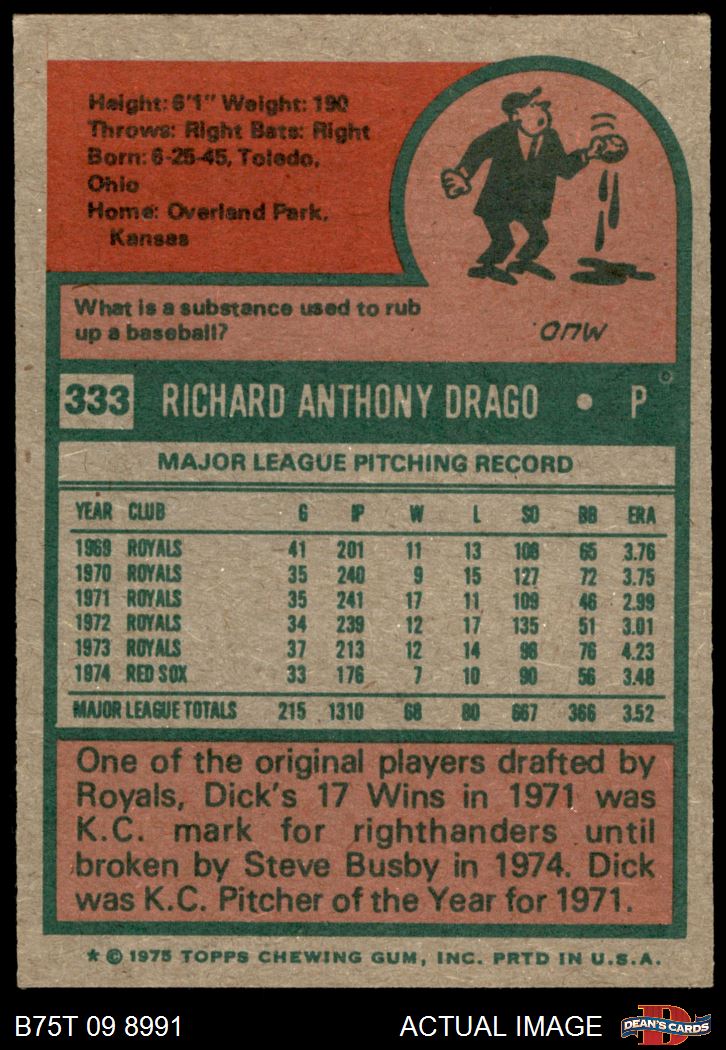 Height: 6'1" Weight: 190
Throws: Right Bats: Right
Born: 6-25-45, Toledo,
Ohio
Home: Overland Park,
Kansas
What is a substance used to rub
up a baseball?
MUD
333 RICHARD ANTHONY DRAGO • P
MAJOR LEAGUE PITCHING RECORD
YEAR CLUB G IP W L SO BB ERA
1969 ROYALS 41 201 11 13 108 65 3.76
1970 ROYALS 35 240 9 15 127 72 3.75
1971 ROYALS 35 241 17 11 109 46 2.99
1972 ROYALS 34 239 12 17 135 51 3.01
1973 ROYALS 37 213 12 14 98 76 4.23
1974 RED SOX 33 176 7 10 90 56 3.48
MAJOR LEAGUE TOTALS 215 1310 68 80 667 366 3.52
One of the original players drafted by
Royals, Dick's 17 Wins in 1971 was
K.C. mark for righthanders until
broken by Steve Busby in 1974. Dick
was K.C. Pitcher of the Year for 1971.
* © 1975 TOPPS CHEWING GUM, INC. PRTD IN U.S.A.
B75T 09 8991 ACTUAL IMAGE
D
DEAN'S CARDS